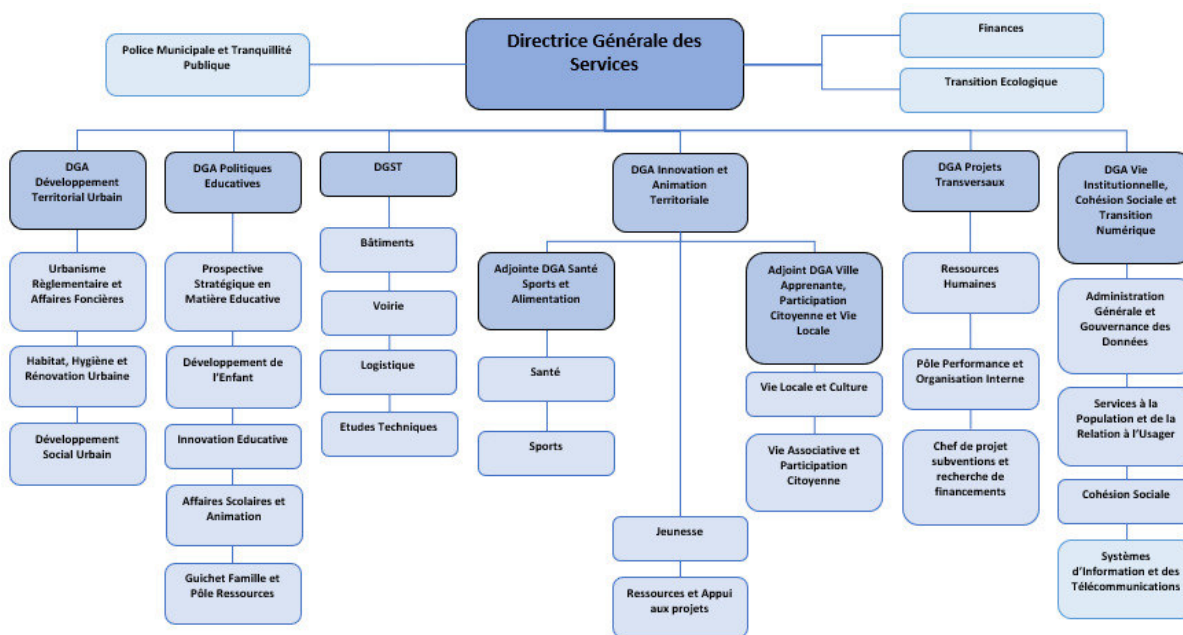 Police Municipale et Tranquillité
Publique
Directrice Générale des
Services
Finances
Transition Ecologique
DGA
Développement
Territorial Urbain
Urbanisme
Règlementaire et
Affaires Foncières
Habitat, Hygiène et
Rénovation Urbaine
Développement
Social Urbain
DGA Politiques
Educatives
Prospective
Stratégique en
Matière Educative
Développement de
l'Enfant
Innovation Educative
Affaires Scolaires et
Animation
Guichet Famille et
Pôle Ressources
DGST
Bâtiments
Voirie
Logistique
Etudes Techniques
DGA Innovation et
Animation
Territoriale
Adjointe DGA Santé
Sports et
Alimentation
Santé
Sports
Jeunesse
Ressources et Appui
aux projets
Adjoint DGA Ville
Apprenante,
Participation
Citoyenne et Vie
Locale
Vie Locale et Culture
Vie Associative et
Participation
Citoyenne
DGA Projets
Transversaux
Ressources
Humaines
Pôle Performance et
Organisation Interne
Chef de projet
subventions et
recherche de
financements
DGA Vie
Institutionnelle,
Cohésion Sociale et
Transition
Numérique
Administration
Générale et
Gouvernance des
Données
Services à la
Population et de la
Relation à l'Usager
Cohésion Sociale
Systèmes
d'Information et des
Télécommunications